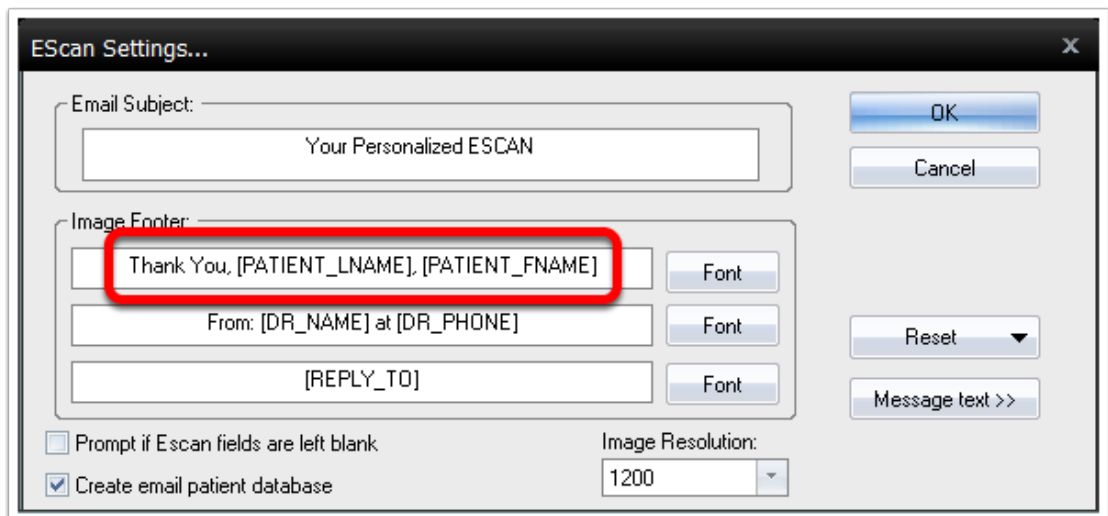 EScan Settings...
x
Email Subject:
OK
Your Personalized ESCAN
Cancel
Image Footer:
Thank You, [PATIENT_LNAME], [PATIENT_FNAME]
Font
From: [DR_NAME] at [DR_PHONE]
Font
Reset
[REPLY_TO]
Font
Message text >>
Prompt if Escan fields are left blank
Image Resolution:
Create email patient database
1200